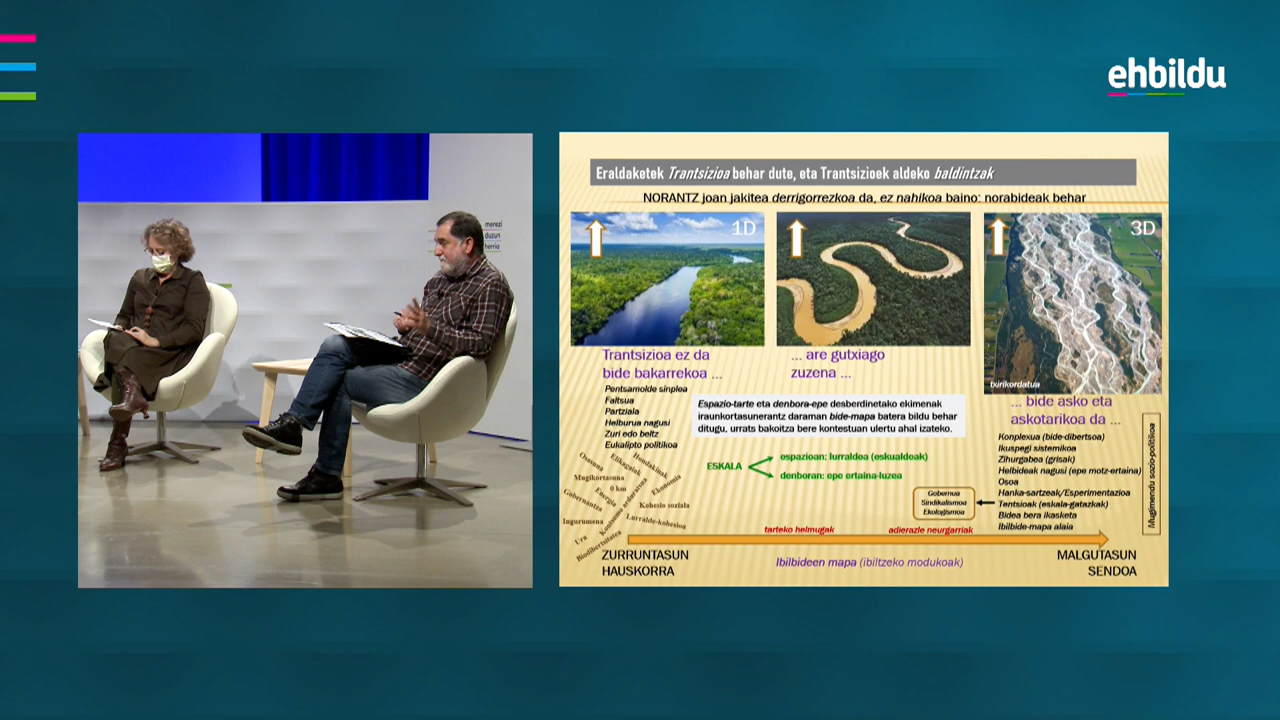 ehbildu
merezi
duzun
herria
Eraldaketek Trantsizioa behar dute, eta Trantsizioek aldeko baldintzak
NORANTZ joan jakitea derrigorrezkoa da, ez nahikoa baino: norabideak behar
1D
3D
txirikordatua
Trantsizioa ez da
bide bakarrekoa ...
... are gutxiago
zuzena ...
... bide asko eta
askotarikoa da ...
Pentsamolde sinplea
Faltsua
Partziala
Helburua nagusi
Zuri edo beltz
Eukalipto politikoa
Espazio-tarte eta denbora-epe desberdinetako ekimenak
iraunkortasunerantz daraman bide-mapa batera bildu behar
ditugu, urrats bakoitza bere kontestuan ulertu ahal izateko.
ESKALA
espazioan: lurraldea (eskualdeak)
denboran: epe ertaina-luzea
Konplexua (bide-dibertsoa)
Ikuspegi sistemikoa
Zihurgabea (grisak)
Helbideak nagusi (epe motz-ertaina)
Osoa
Hanka-sartzeak/Esperimentazioa
Tentsioak (eskala-gatazkak)
Bidea bera ikasketa
Ibilbide-mapa alaia
Mugimendu sozio-politikoa
Gobernua
Sindikalismoa
Ekologismoa
Osasuna
Elikagaiak
Hondakinak
Mugikortasuna
0 km
Energia
Ekonomia
Gobernantza
Kontsumo arduratsua
Kohesio soziala
Ingurumena
Lurralde-kohesioa
Ura
Biodibertsitatea
tarteko helmugak
adierazle neurgarriak
ZURRUNTASUN
HAUSKORRA
Ibilbideen mapa (ibiltzeko modukoak)
MALGUTASUN
SENDOA